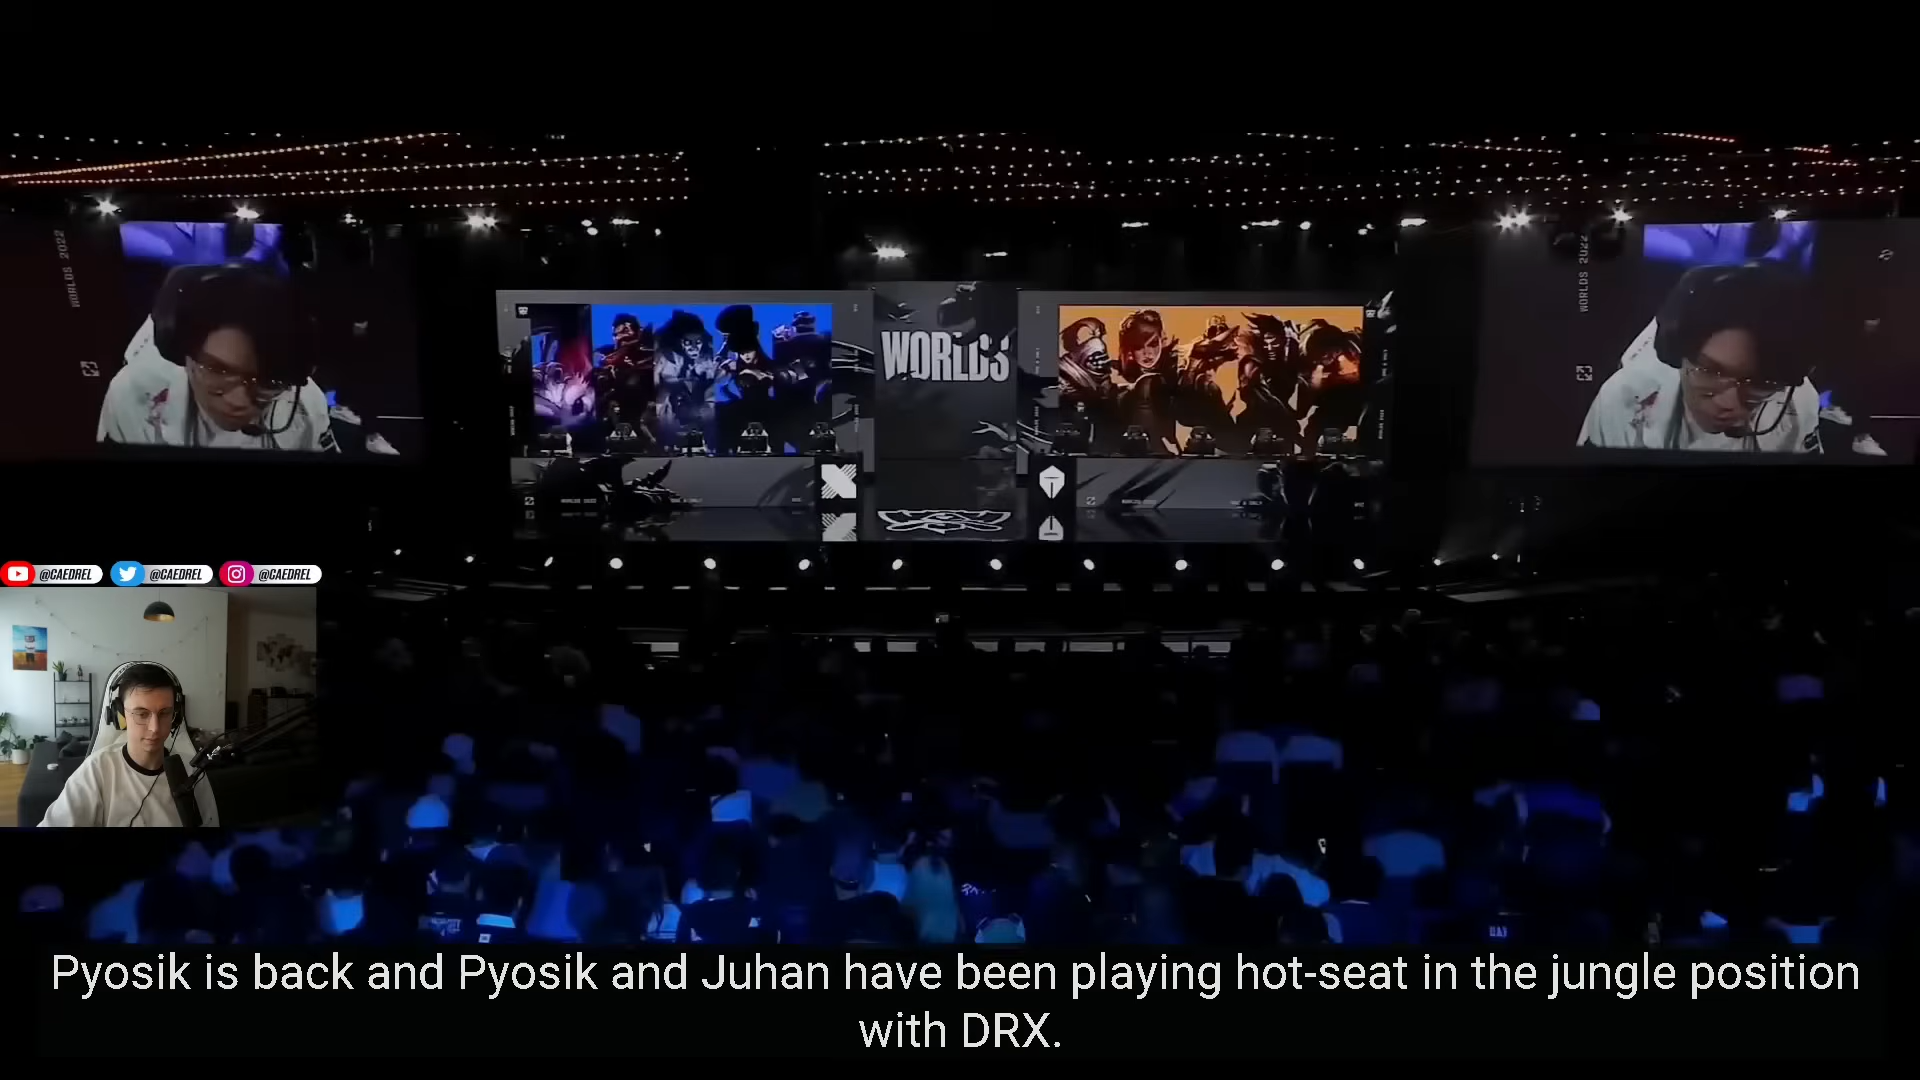 WORLDS 2022
WORLDS 2022
WORLDS
@CAEDREL
@CAEDREL
@CAEDREL
Pyosik is back and Pyosik and Juhan have been playing hot-seat in the jungle position
with DRX.